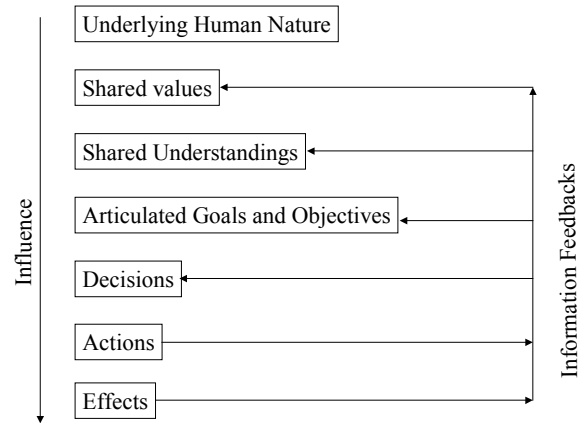 Underlying Human Nature
Shared values
Shared Understandings
Articulated Goals and Objectives
Decisions
Actions
Effects
Influence
Information Feedbacks